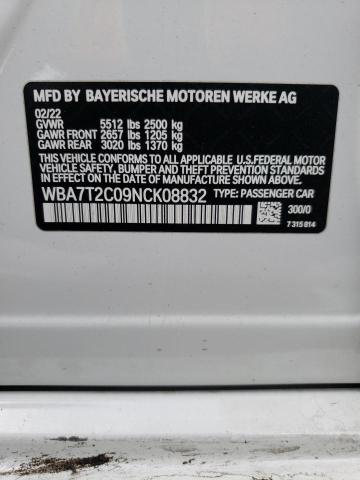 MFD BY BAYERISCHE MOTOREN WERKE AG
02/22
GVWR 5512 lbs 2500 kg
GAWR FRONT 2657 lbs 1205 kg
GAWR REAR 3020 lbs 1370 kg
THIS VEHICLE CONFORMS TO ALL APPLICABLE U.S.FEDERAL MOTOR
VEHICLE SAFETY, BUMPER, AND THEFT PREVENTION STANDARDS IN
EFFECT ON THE DATE OF MANUFACTURE SHOWN ABOVE.
WBA7T2C09NCK08832 TYPE: PASSENGER CAR
300/0
7 315 814